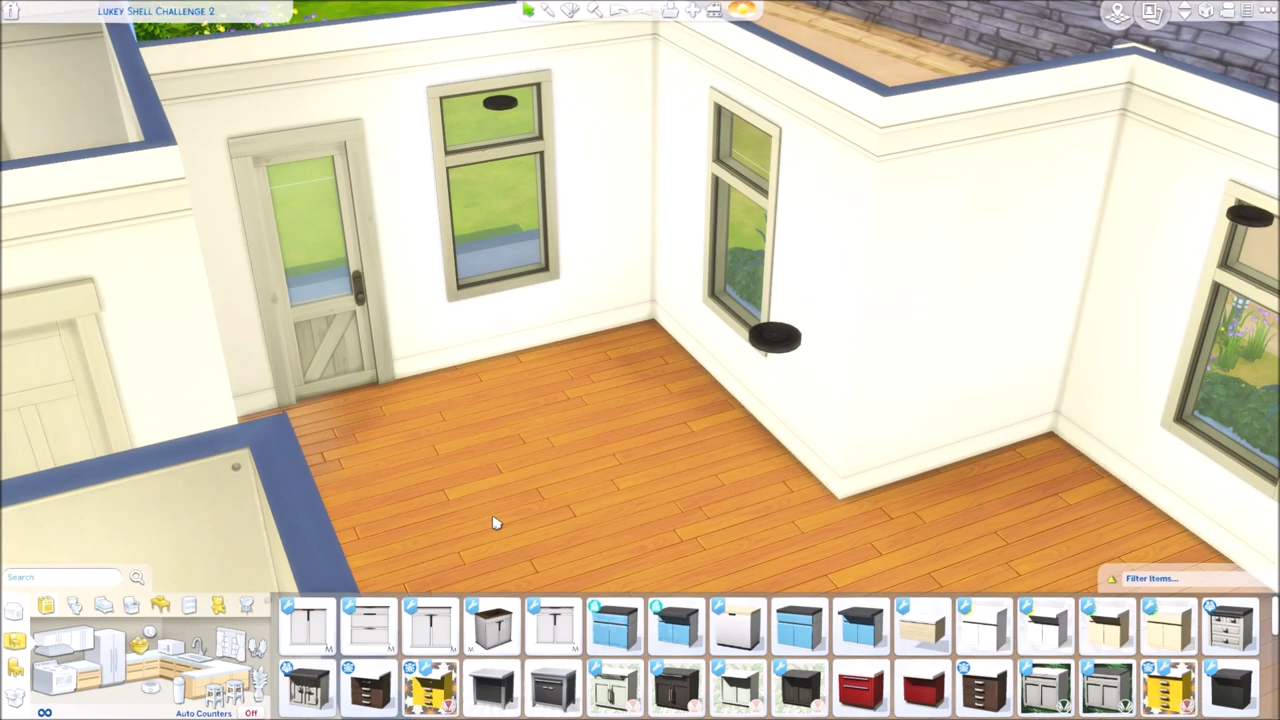 LUKEY SHELL CHALLENGE 2
Search
Filter Items...
M
M
M
M
M
Auto Counters Off